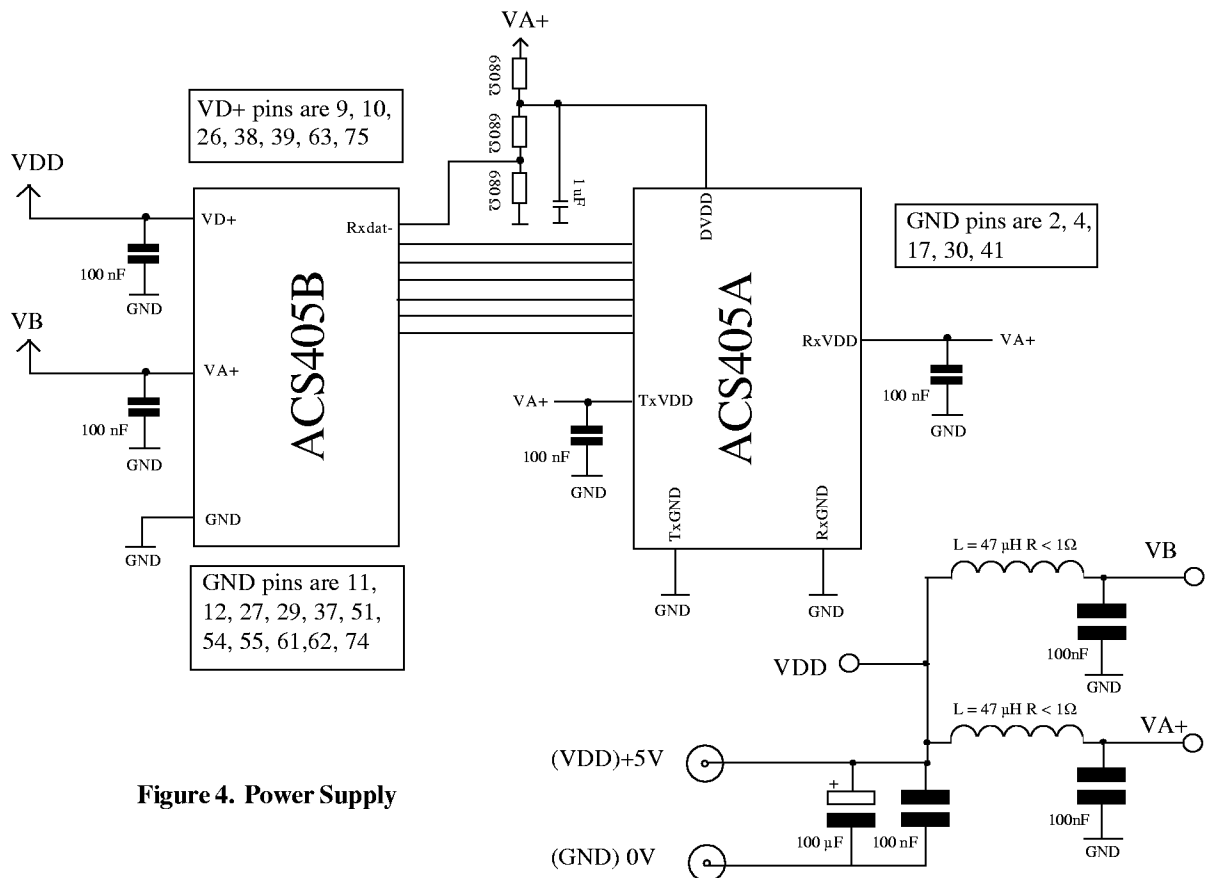 VA+
680Ω
680Ω
680Ω
1 uF
VD+ pins are 9, 10,
26, 38, 39, 63, 75
VDD
VD+
Rxdat-
100 nF
GND
VB
VA+
100 nF
GND
GND
GND
ACS405B
GND pins are 11,
12, 27, 29, 37, 51,
54, 55, 61,62, 74
DVDD
ACS405A
RxVDD
VA+
100 nF
GND
GND pins are 2, 4,
17, 30, 41
VA+
TxVDD
100 nF
GND
TxGND
RxGND
GND
GND
L = 47 µH R < 1Ω
VB
100nF
GND
VDD
L = 47 µH R < 1Ω
VA+
100nF
GND
(VDD)+5V
+
100 µF
100 nF
(GND) 0V
Figure 4. Power Supply